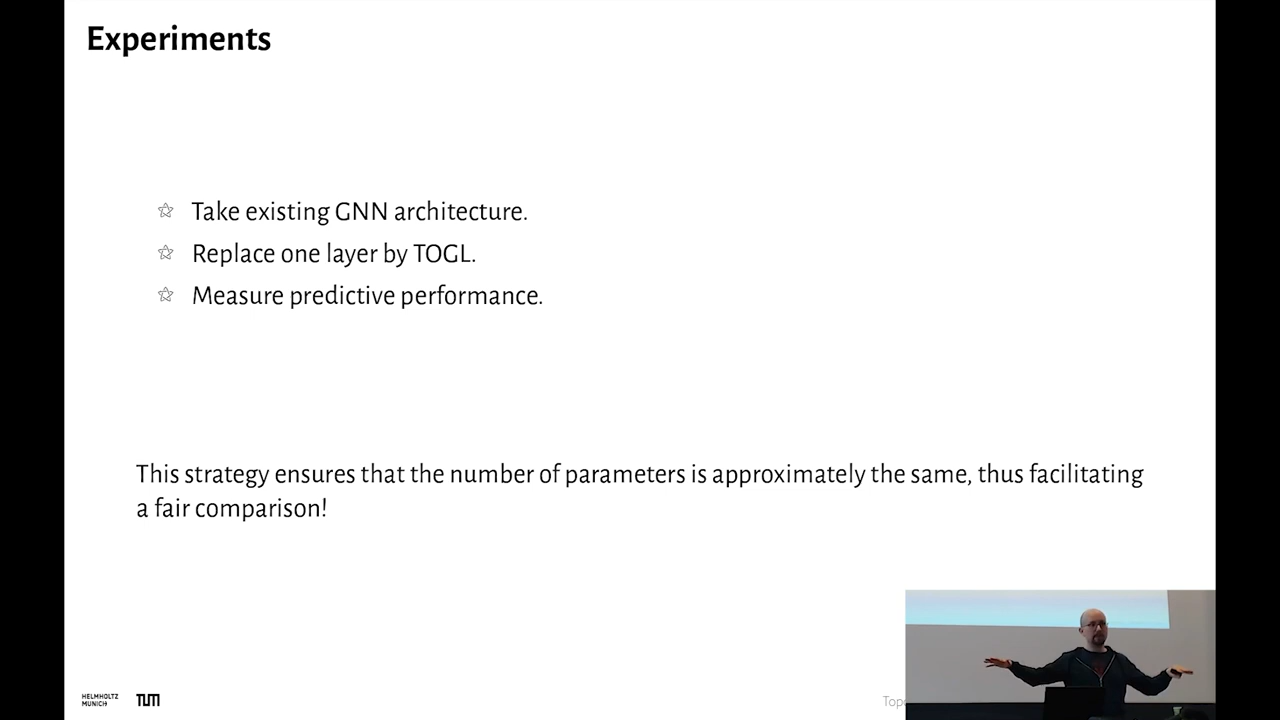 Experiments
Take existing GNN architecture.
Replace one layer by TOGL.
Measure predictive performance.
This strategy ensures that the number of parameters is approximately the same, thus facilitating
a fair comparison!
HELMHOLTZ
MUNICH
TUM